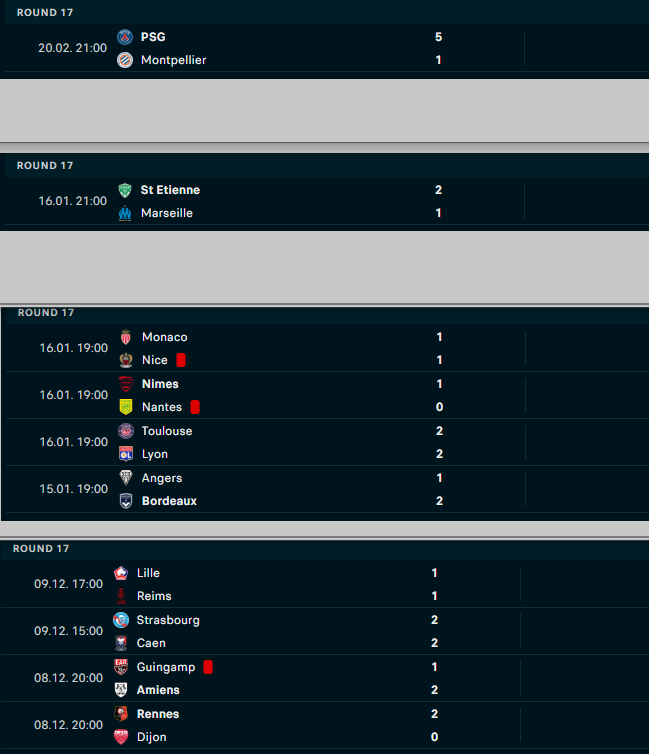 ROUND 17
20.02. 21:00
PSG 5
Montpellier 1
ROUND 17
16.01. 21:00
St Etienne 2
Marseille 1
ROUND 17
16.01. 19:00
Monaco 1
Nice 1
16.01. 19:00
Nimes 1
Nantes 0
16.01. 19:00
Toulouse 2
Lyon 2
15.01. 19:00
Angers 1
Bordeaux 2
ROUND 17
09.12. 17:00
Lille 1
Reims 1
09.12. 15:00
Strasbourg 2
Caen 2
08.12. 20:00
Guingamp 1
Amiens 2
08.12. 20:00
Rennes 2
Dijon 0